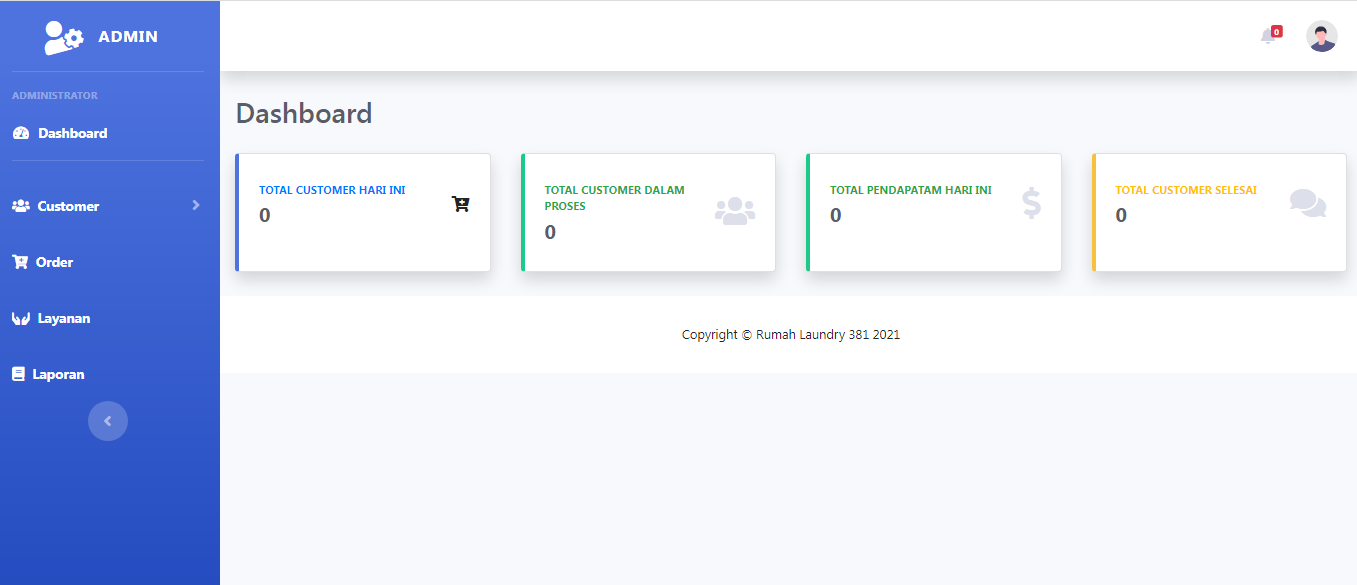 ADMIN
0
ADMINISTRATOR
Dashboard
Customer
Order
Layanan
Laporan
Dashboard
TOTAL CUSTOMER HARI INI
0
TOTAL CUSTOMER DALAM
PROSES
0
TOTAL PENDAPATAM HARI INI
0
TOTAL CUSTOMER SELESAI
0
Copyright © Rumah Laundry 381 2021